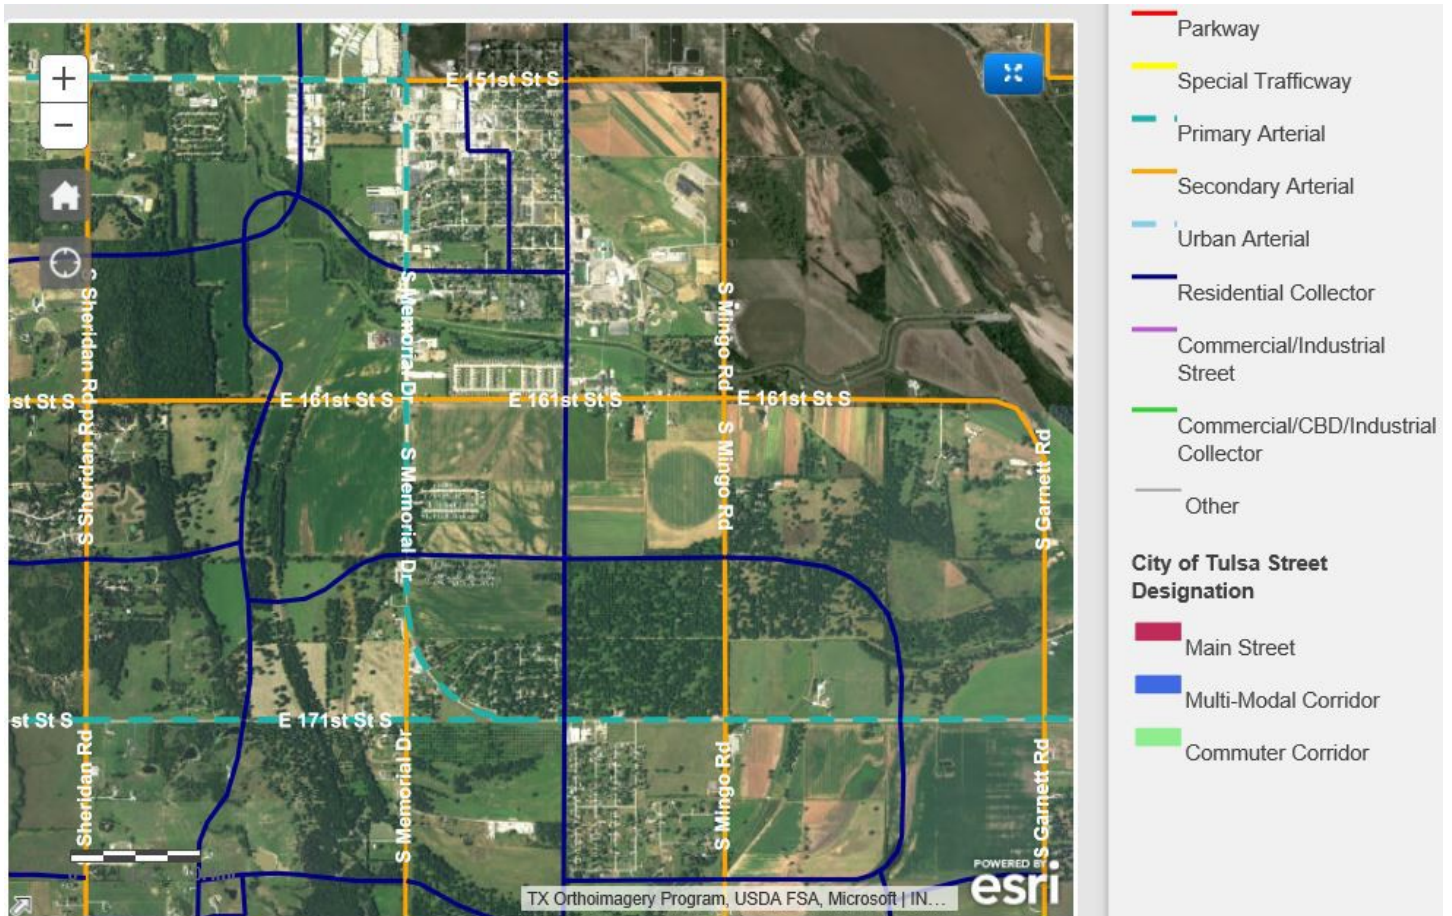 +
−
E 151st St S
S Sheridan Rd
S Memorial Dr
S Mingo Rd
st St S
E 161st St S
E 161st St S
E 161st St S
S Sheridan Rd
S Memorial Dr
S Mingo Rd
S Garnett Rd
st St S
E 171st St S
Sheridan Rd
S Memorial Dr
S Mingo Rd
S Garnett Rd
POWERED BY
esri
TX Orthoimagery Program, USDA FSA, Microsoft | IN...
Parkway
Special Trafficway
Primary Arterial
Secondary Arterial
Urban Arterial
Residential Collector
Commercial/Industrial
Street
Commercial/CBD/Industrial
Collector
Other
City of Tulsa Street
Designation
Main Street
Multi-Modal Corridor
Commuter Corridor